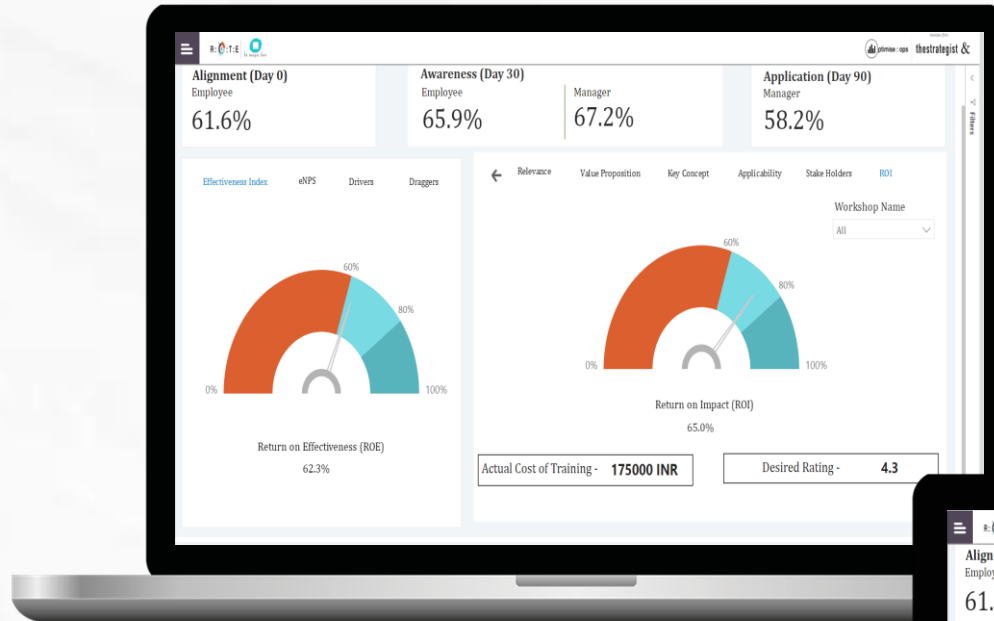 R: :T:E
ptimise : ops thestrategist &
Alignment (Day 0)
Employee
61.6%
Awareness (Day 30)
Employee
65.9%
Manager
67.2%
Application (Day 90)
Manager
58.2%
Filters
Effectiveness Index eNPS Drivers Draggers
60%
80%
0%
100%
Return on Effectiveness (ROE)
62.3%
Relevance Value Proposition Key Concept Applicability Stake Holders ROI
Workshop Name
All
60%
80%
0%
100%
Return on Impact (ROI)
65.0%
Actual Cost of Training - 175000 INR
Desired Rating - 4.3
R:
Align
Employ
61.